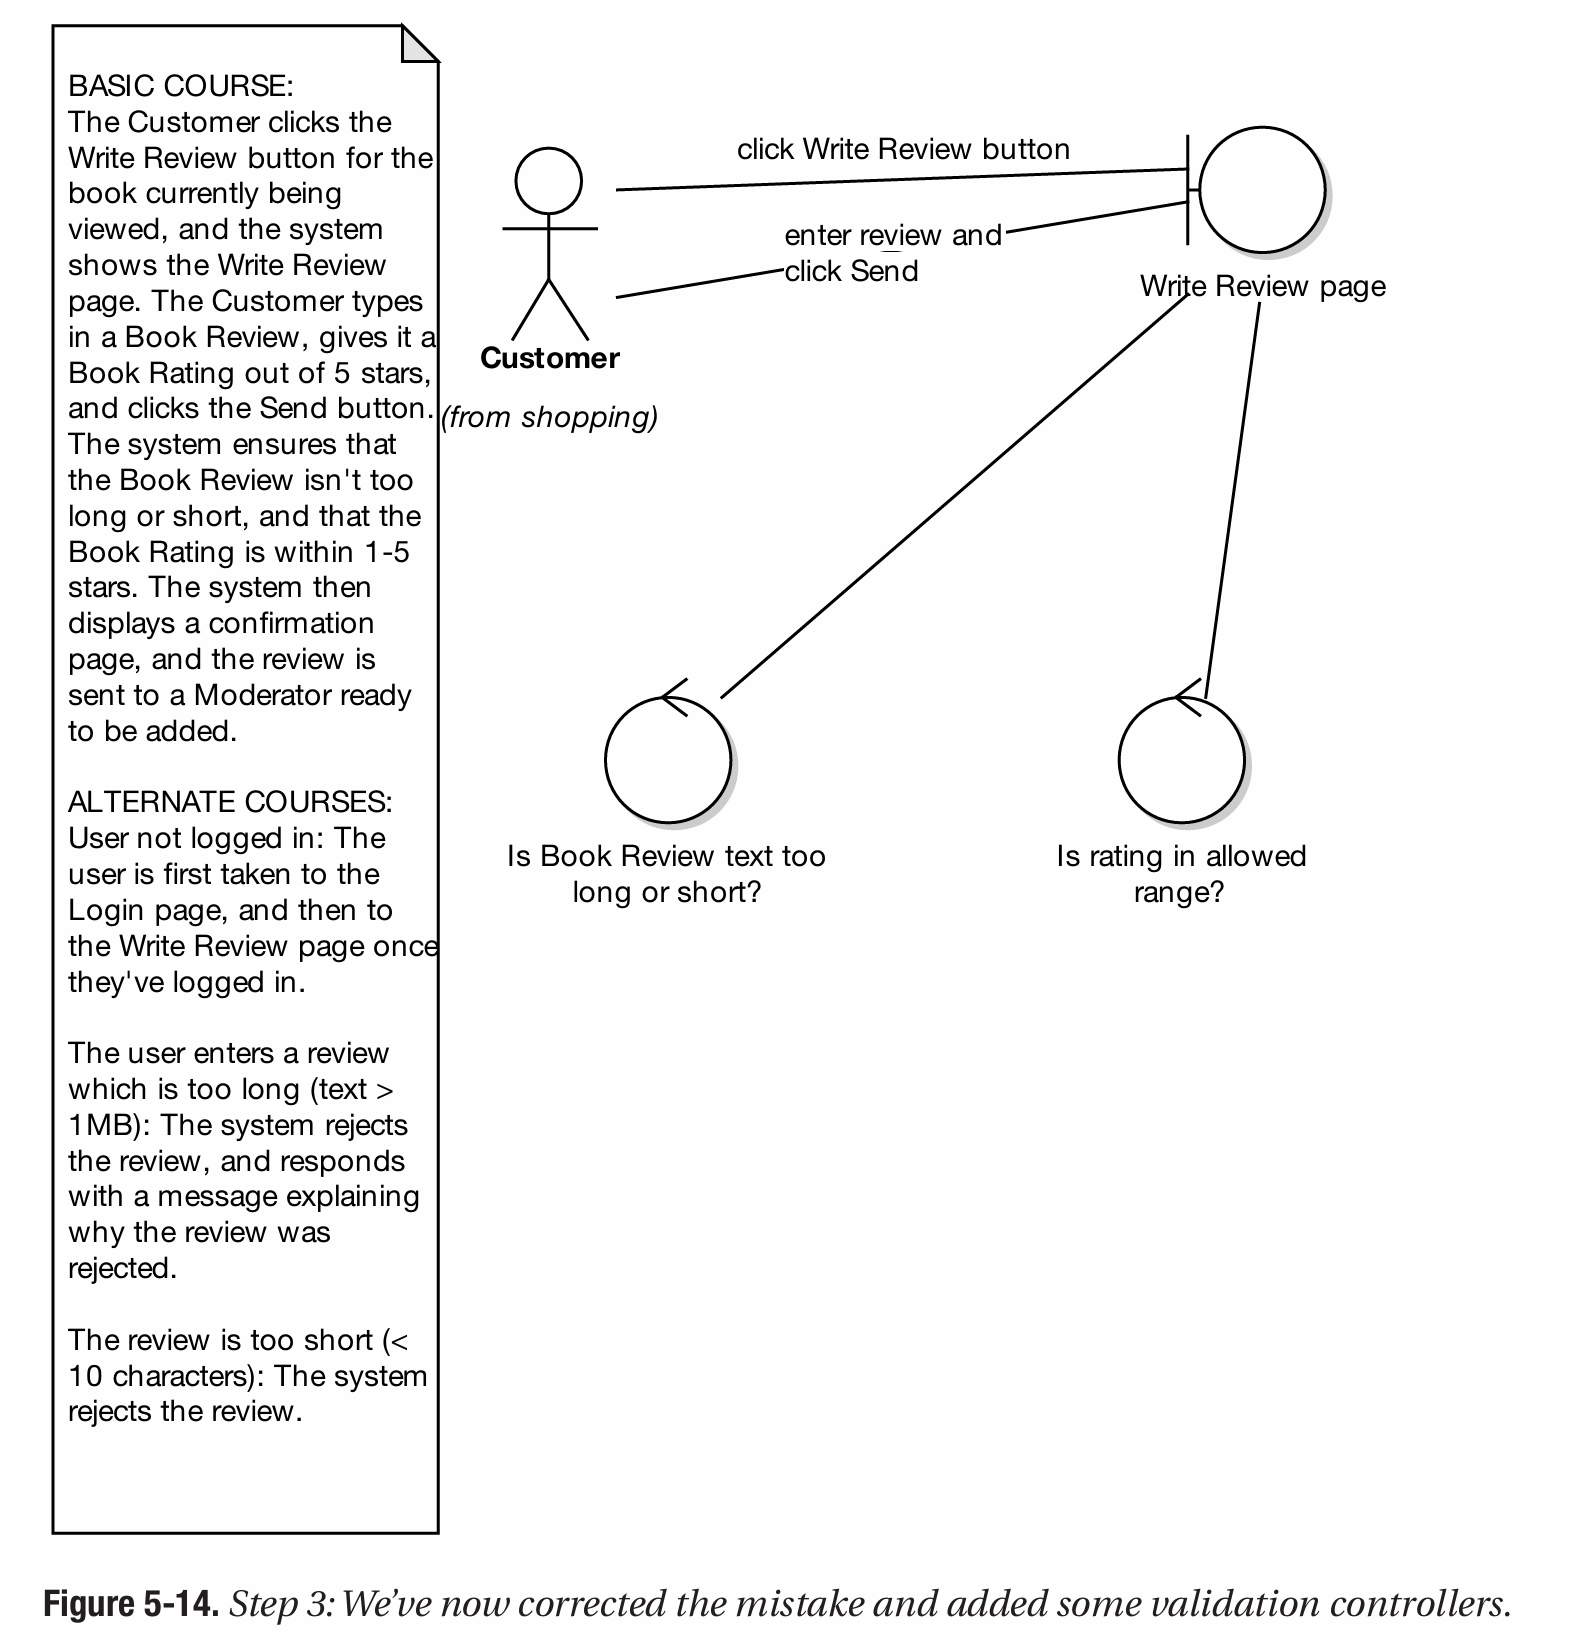 BASIC COURSE:
The Customer clicks the
Write Review button for the
book currently being
viewed, and the system
shows the Write Review
page. The Customer types
in a Book Review, gives it a
Book Rating out of 5 stars,
and clicks the Send button.
The system ensures that
the Book Review isn't too
long or short, and that the
Book Rating is within 1-5
stars. The system then
displays a confirmation
page, and the review is
sent to a Moderator ready
to be added.
ALTERNATE COURSES:
User not logged in: The
user is first taken to the
Login page, and then to
the Write Review page once
they've logged in.
The user enters a review
which is too long (text >
1MB): The system rejects
the review, and responds
with a message explaining
why the review was
rejected.
The review is too short (<
10 characters): The system
rejects the review.
click Write Review button
enter review and
click Send
Write Review page
Customer
(from shopping)
Is Book Review text too
long or short?
Is rating in allowed
range?
Figure 5-14. Step 3: We’ve now corrected the mistake and added some validation controllers.